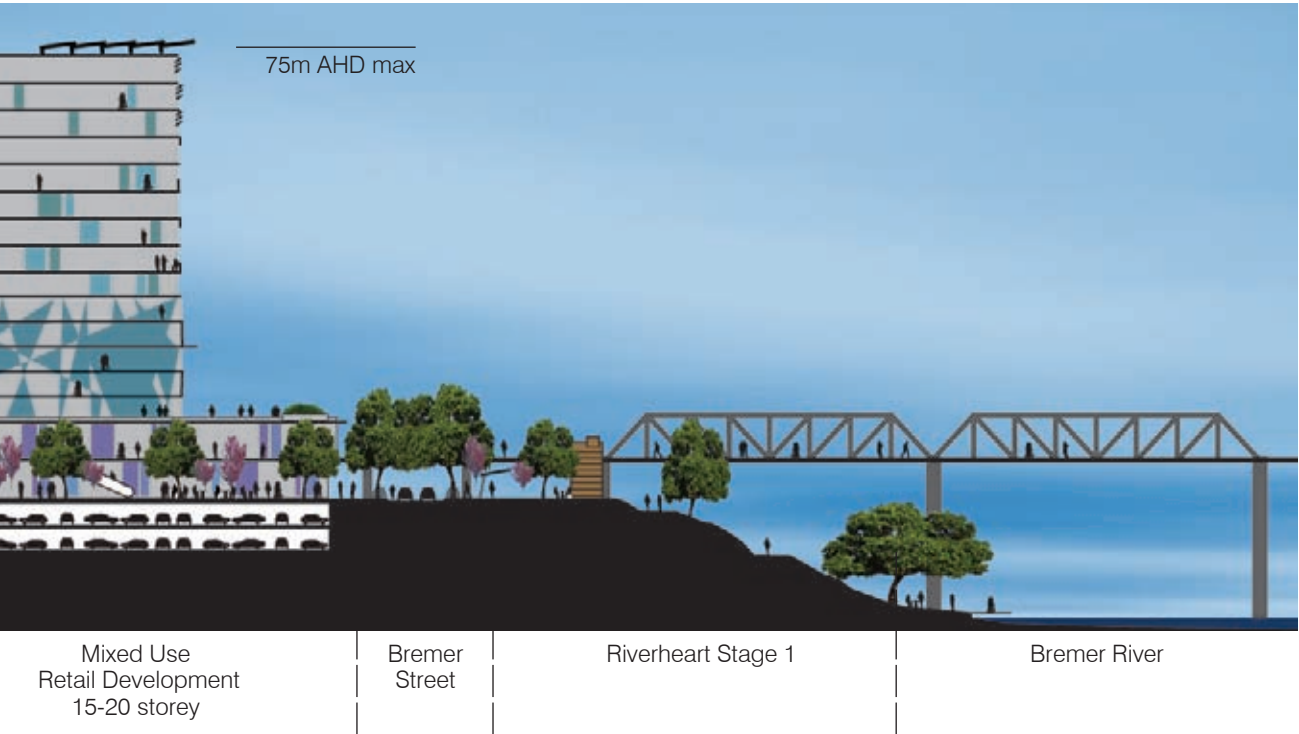 75m AHD max
Mixed Use
Retail Development
15-20 storey
Bremer
Street
Riverheart Stage 1
Bremer River